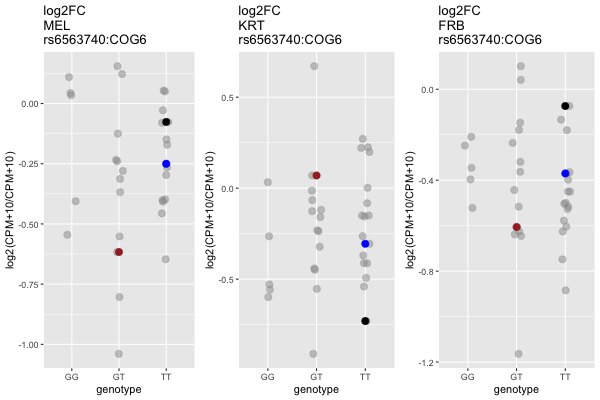 log2FC
MEL
rs6563740:COG6
log2(CPM+10/CPM+10)
0.00
-0.25
-0.50
-0.75
-1.00
GG GT TT
genotype
log2FC
KRT
rs6563740:COG6
log2(CPM+10/CPM+10)
0.5
0.0
-0.5
GG GT TT
genotype
log2FC
FRB
rs6563740:COG6
log2(CPM+10/CPM+10)
0.0
-0.4
-0.8
-1.2
GG GT TT
genotype